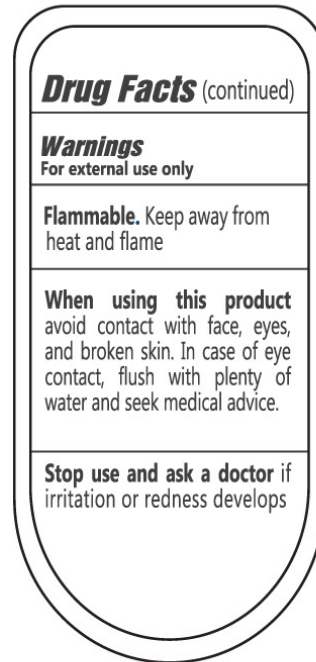 Drug Facts (continued)
Warnings
For external use only
Flammable. Keep away from
heat and flame
When using this product
avoid contact with face, eyes,
and broken skin. In case of eye
contact, flush with plenty of
water and seek medical advice.
Stop use and ask a doctor if
irritation or redness develops